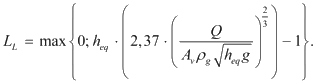 L_L = max{0; h_eq · (2,37 · (Q / (A_v ρ_g √(h_eq g)))^(2/3)) − 1}.